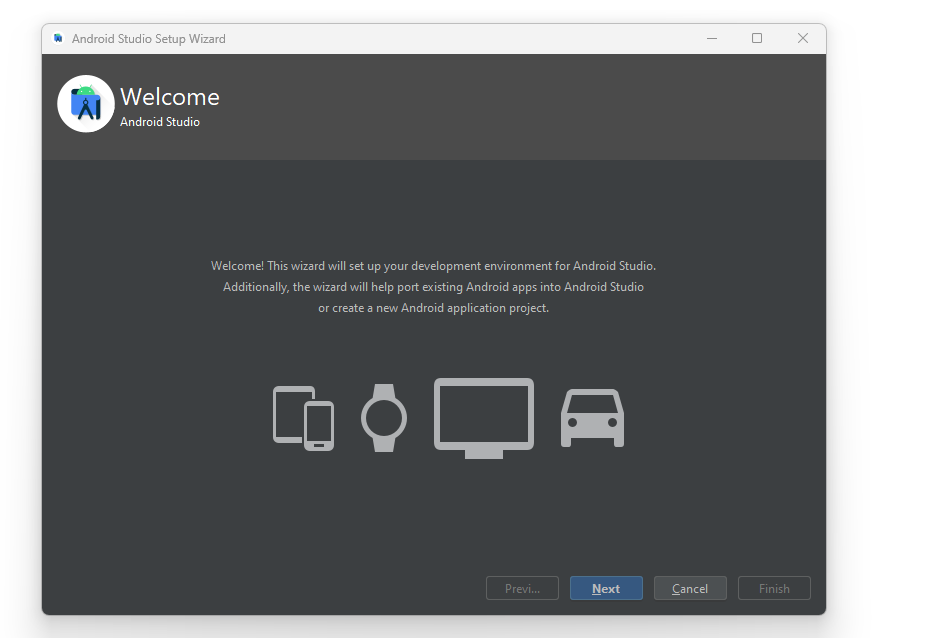 Android Studio Setup Wizard
Welcome
Android Studio
Welcome! This wizard will set up your development environment for Android Studio.
Additionally, the wizard will help port existing Android apps into Android Studio
or create a new Android application project.
Previ... Next Cancel Finish